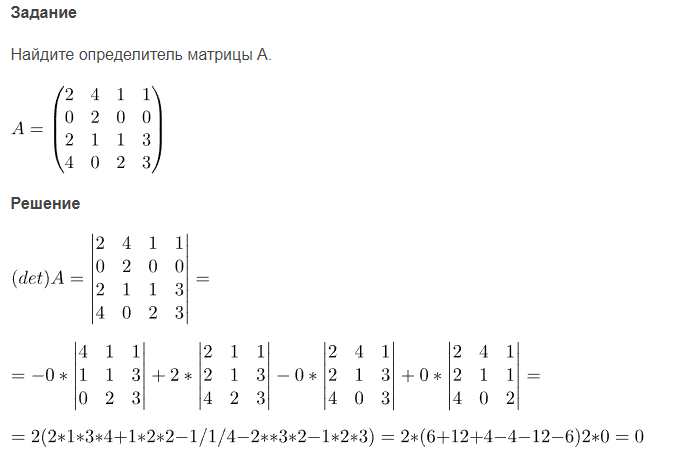 Задание
Найдите определитель матрицы А.
A = \begin{pmatrix} 2 & 4 & 1 & 1 \\ 0 & 2 & 0 & 0 \\ 2 & 1 & 1 & 3 \\ 4 & 0 & 2 & 3 \end{pmatrix}
Решение
(det)A = \begin{vmatrix} 2 & 4 & 1 & 1 \\ 0 & 2 & 0 & 0 \\ 2 & 1 & 1 & 3 \\ 4 & 0 & 2 & 3 \end{vmatrix} =
= -0 * \begin{vmatrix} 4 & 1 & 1 \\ 1 & 1 & 3 \\ 0 & 2 & 3 \end{vmatrix} + 2 * \begin{vmatrix} 2 & 1 & 1 \\ 2 & 1 & 3 \\ 4 & 2 & 3 \end{vmatrix} - 0 * \begin{vmatrix} 2 & 4 & 1 \\ 2 & 1 & 3 \\ 4 & 0 & 3 \end{vmatrix} + 0 * \begin{vmatrix} 2 & 4 & 1 \\ 2 & 1 & 1 \\ 4 & 0 & 2 \end{vmatrix} =
= 2(2*1*3*4+1*2*2-1/1/4-2**3*2-1*2*3) = 2*(6+12+4-4-12-6)2*0 = 0